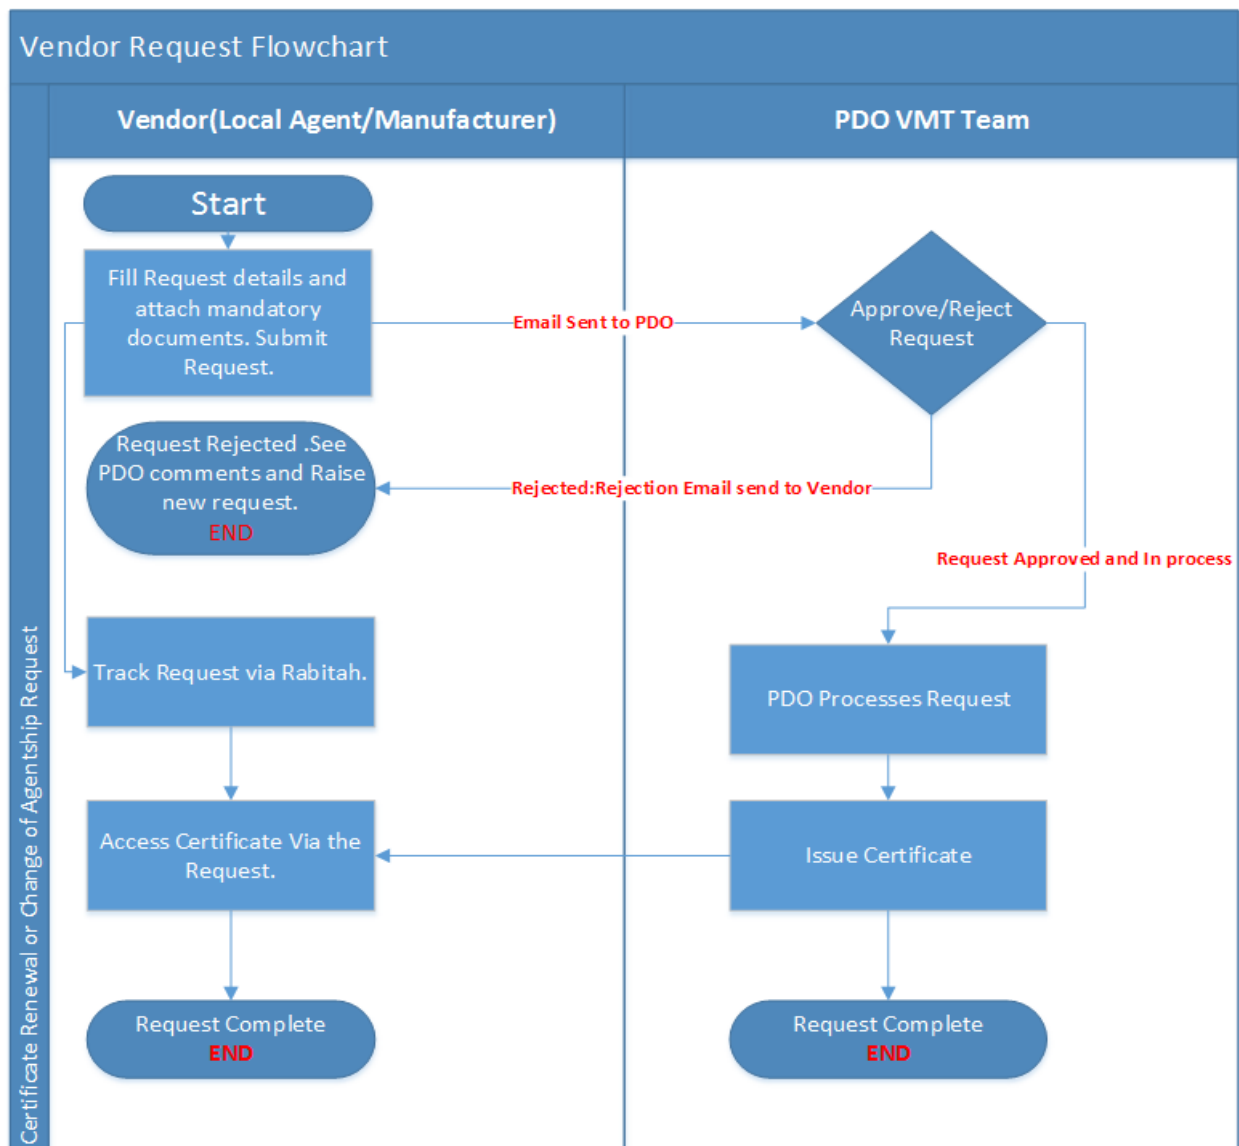 Vendor Request Flowchart
Vendor(Local Agent/Manufacturer)
PDO VMT Team
Certificate Renewal or Change of Agentship Request
Start
Fill Request details and
attach mandatory
documents. Submit
Request.
Email Sent to PDO
Approve/Reject
Request
Request Rejected .See
PDO comments and Raise
new request.
END
Rejected:Rejection Email send to Vendor
Request Approved and In process
Track Request via Rabitah.
PDO Processes Request
Access Certificate Via the
Request.
Issue Certificate
Request Complete
END
Request Complete
END